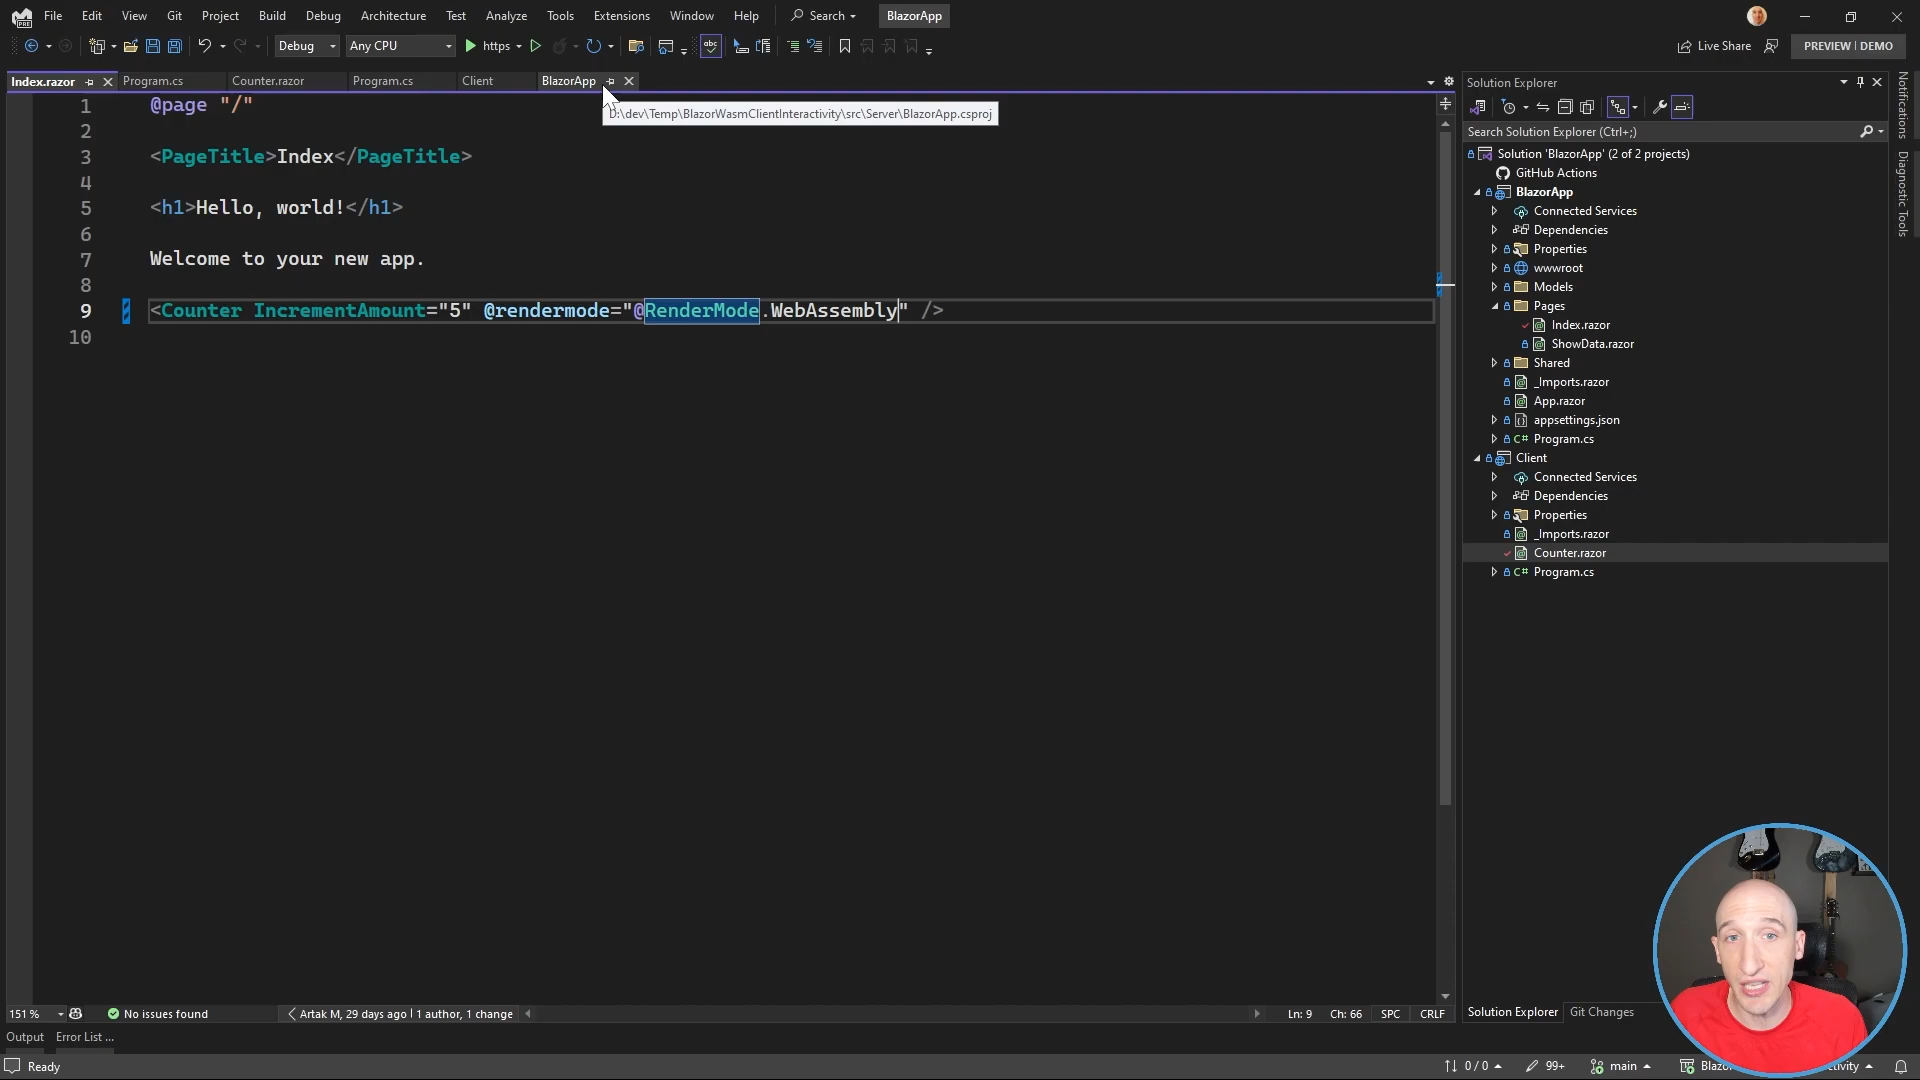 File Edit View Git Project Build Debug Architecture Test Analyze Tools Extensions Window Help Search BlazorApp
PRE
Debug Any CPU https abc Live Share PREVIEW | DEMO
Index.razor Program.cs Counter.razor Program.cs Client BlazorApp
D:\dev\Temp\BlazorWasmClientInteractivity\src\Server\BlazorApp.csproj
1 @page "/"
2
3 <PageTitle>Index</PageTitle>
4
5 <h1>Hello, world!</h1>
6
7 Welcome to your new app.
8
9 <Counter IncrementAmount="5" @rendermode="@RenderMode.WebAssembly" />
10
Solution Explorer
Search Solution Explorer (Ctrl+;)
Solution 'BlazorApp' (2 of 2 projects)
GitHub Actions
BlazorApp
Connected Services
Dependencies
Properties
wwwroot
Models
Pages
Index.razor
ShowData.razor
Shared
_Imports.razor
App.razor
appsettings.json
C# Program.cs
Client
Connected Services
Dependencies
Properties
_Imports.razor
Counter.razor
C# Program.cs
Notifications
Diagnostic Tools
151 % No issues found Artak M, 29 days ago | 1 author, 1 change Ln: 9 Ch: 66 SPC CRLF
Solution Explorer Git Changes
Output Error List ...
Ready 0 / 0 99+ main